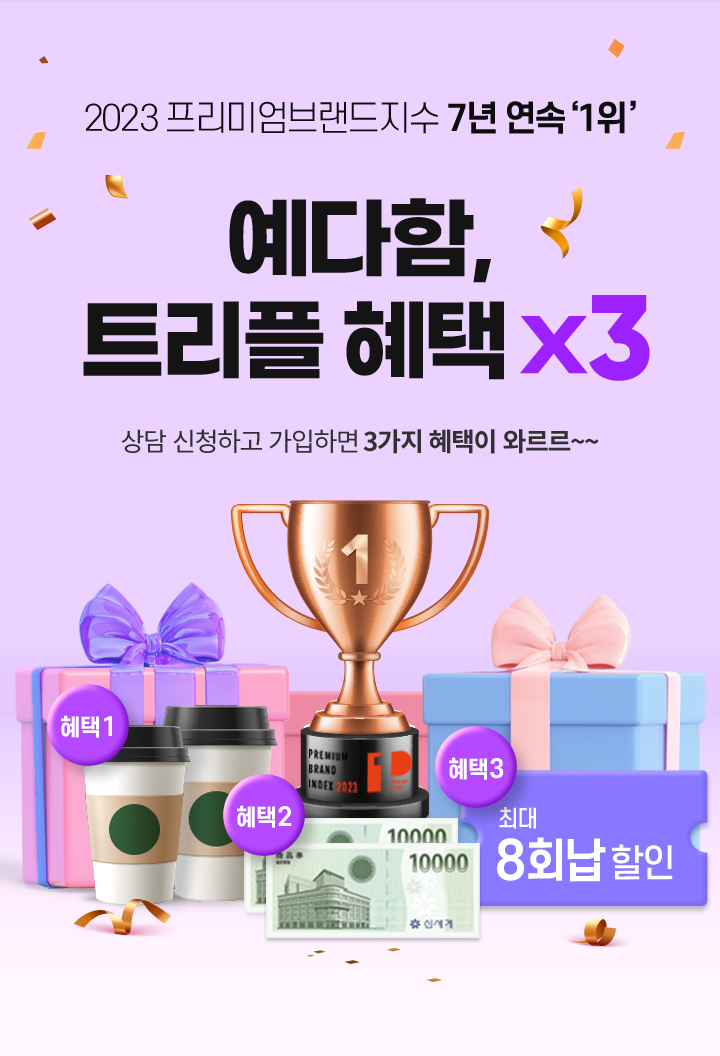 2023 프리미엄브랜드지수 7년 연속 ‘1위’
예다함,
트리플 혜택 x3
상담 신청하고 가입하면 3가지 혜택이 와르르~~
1
혜택1
PREMIUM
BRAND
INDEX 2023
혜택2
혜택3
최대
8회납 할인
10000
상품권
10000
신세계